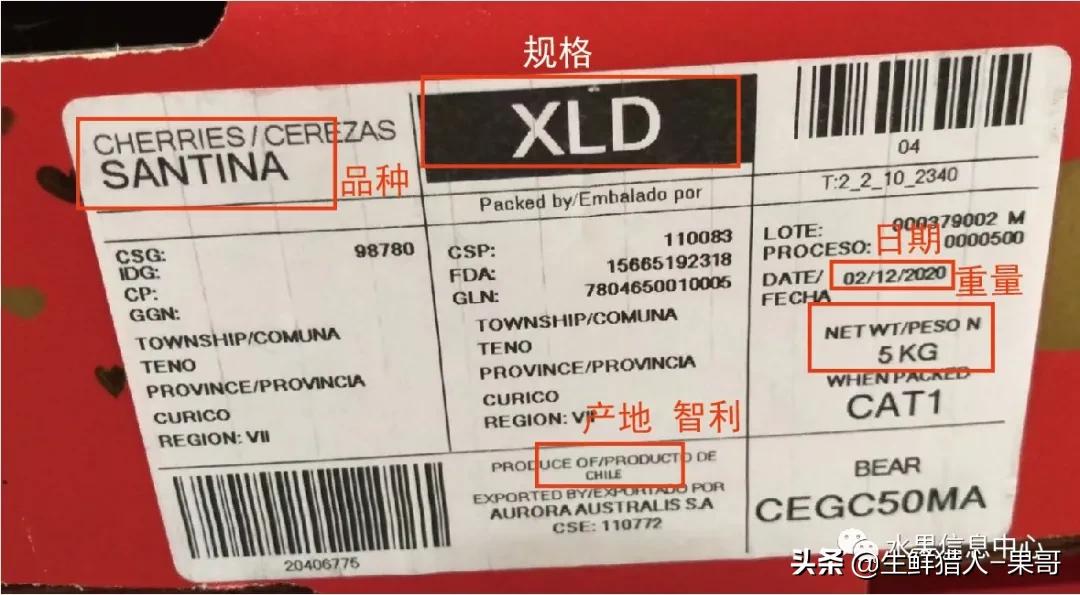 规格
CHERRIES/CEREZAS
SANTINA
品种
XLD
04
T:2_2_10_2340
Packed by/Embalado por
CSG: 98780
IDG:
CP:
GGN:
TOWNSHIP/COMUNA
TENO
PROVINCE/PROVINCIA
CURICO
REGION: VII
CSP: 110083
FDA: 15665192318
GLN: 7804650010005
TOWNSHIP/COMUNA
TENO
PROVINCE/PROVINCIA
CURICO
REGION: VII
产地 智利
LOTE: 000379002 M
PROCESO: 0000500
日期
DATE/ 02/12/2020
FECHA
重量
NET WT/PESO N
5 KG
WHEN PACKED
CAT1
20406775
PRODUCE OF/PRODUCTO DE
CHILE
EXPORTED BY/EXPORTADO POR
AURORA AUSTRALIS S.A
CSE: 110772
BEAR
CEGC50MA
水果信息中心
头条 @生鲜猎人-果哥